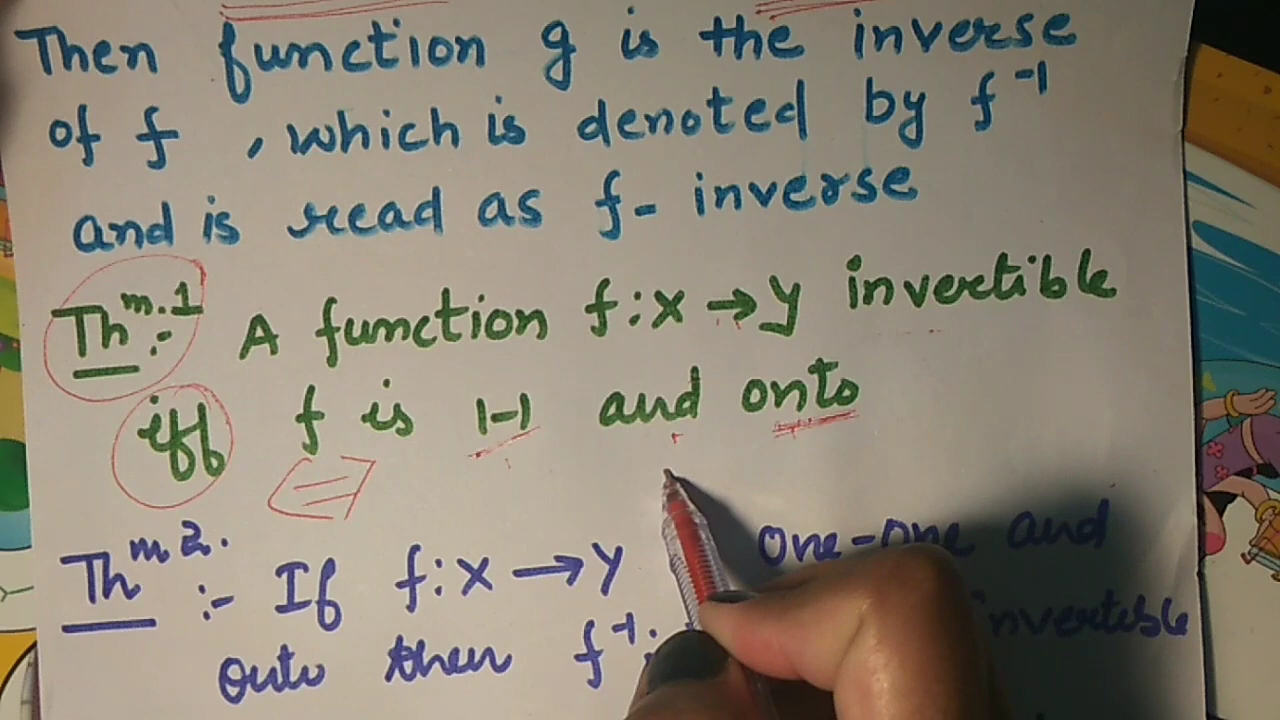 Then function g is the inverse
of f , which is denoted by f⁻¹
and is read as f- inverse
Thm.1 :- A function f:x→y invertible
iff f is 1-1 and onto
⇔
Thm 2. :- If f:x→y one-one and
onto then f⁻¹: invertible